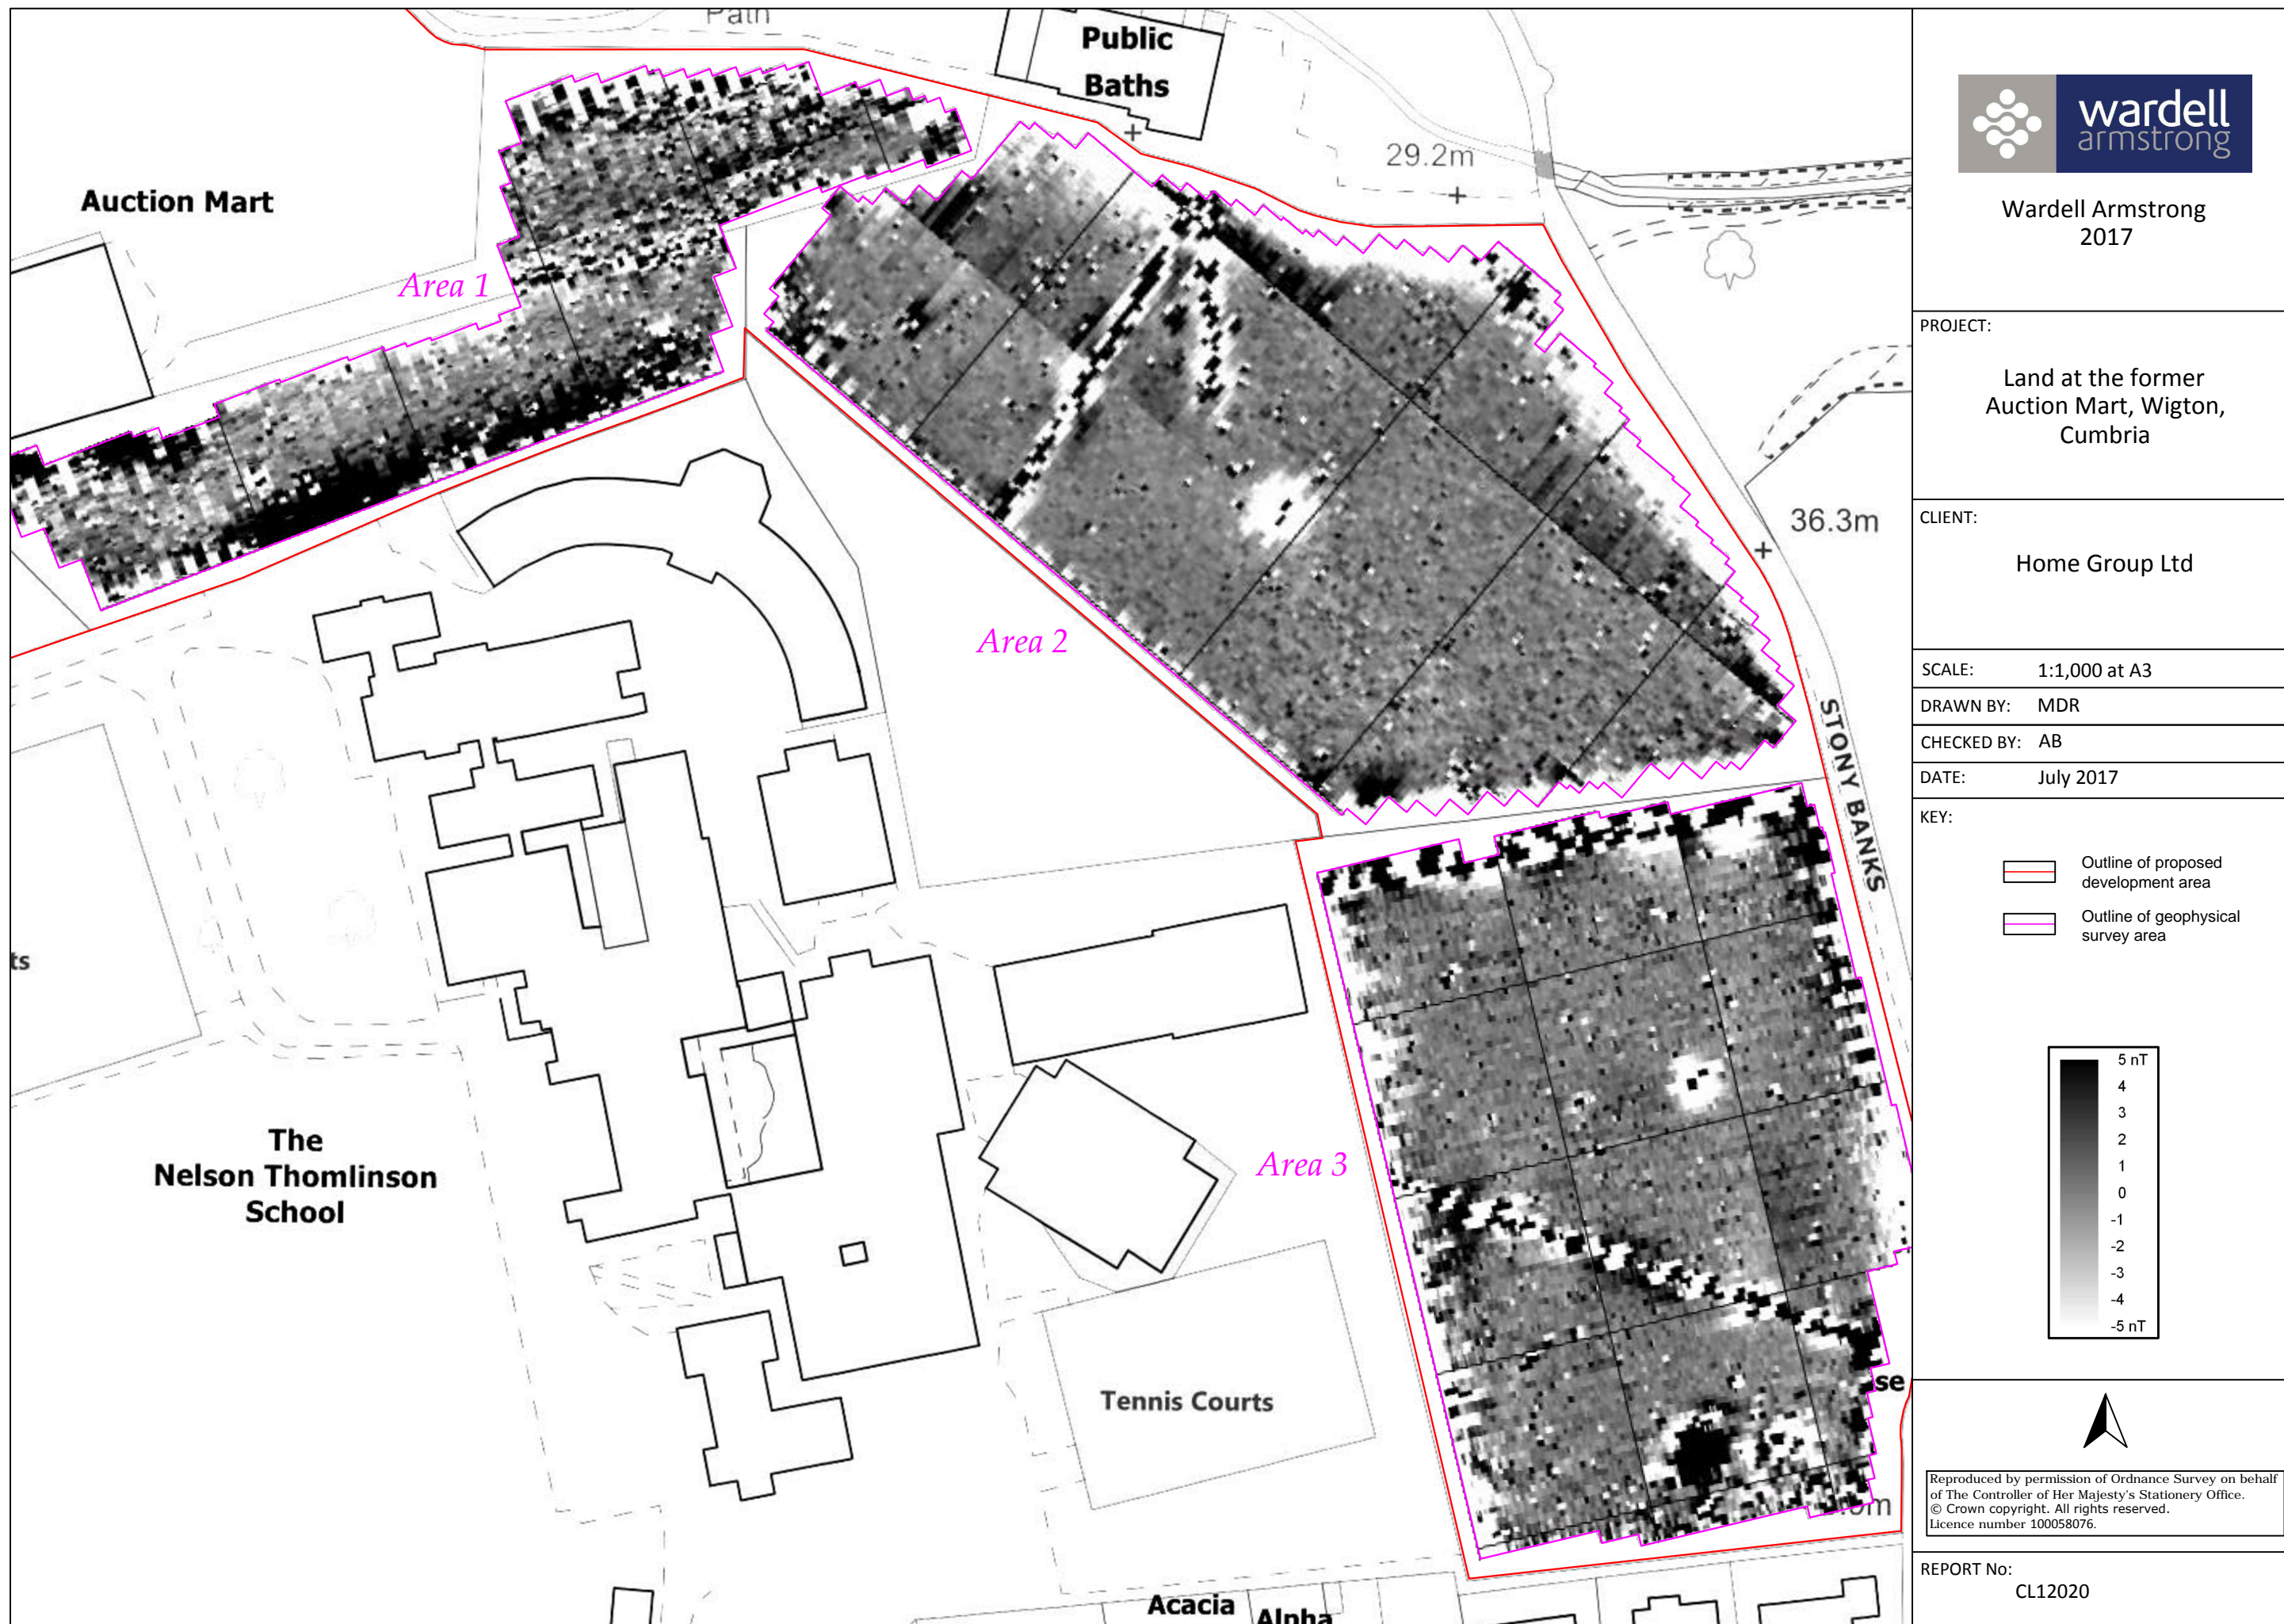 Path
Public
Baths
29.2m
Auction Mart
Area 1
36.3m
Area 2
STONY BANKS
ts
The
Nelson Thomlinson
School
Area 3
Tennis Courts
se
Acacia
Alpha
wardell
armstrong
Wardell Armstrong
2017
PROJECT:
Land at the former
Auction Mart, Wigton,
Cumbria
CLIENT:
Home Group Ltd
SCALE: 1:1,000 at A3
DRAWN BY: MDR
CHECKED BY: AB
DATE: July 2017
KEY:
Outline of proposed
development area
Outline of geophysical
survey area
5 nT
4
3
2
1
0
-1
-2
-3
-4
-5 nT
Reproduced by permission of Ordnance Survey on behalf
of The Controller of Her Majesty's Stationery Office.
© Crown copyright. All rights reserved.
Licence number 100058076.
REPORT No:
CL12020